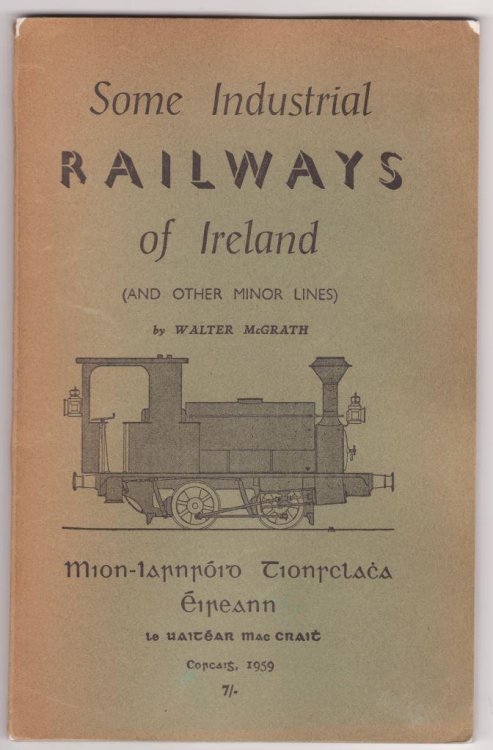 Some Industrial
RAILWAYS
of Ireland
(AND OTHER MINOR LINES)
by WALTER McGRATH
Mion-Iarnróid Tionsclaċa
Éireann
le uaitéar mac craiṫ
Corcaiġ, 1959
7/-